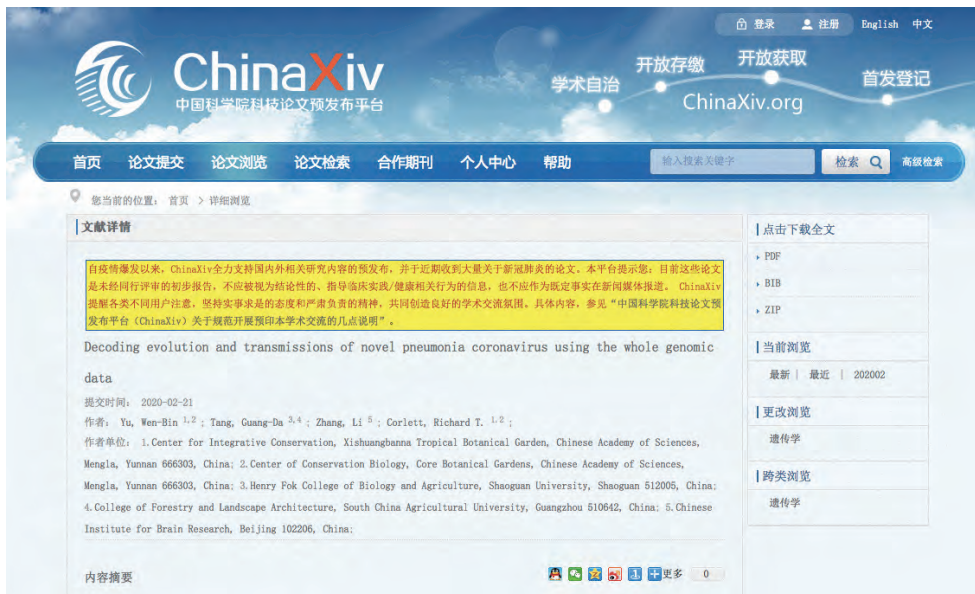 登录 注册 English 中文
ChinaXiv
中国科学院科技论文预发布平台
学术自治
开放存缴
开放获取
首发登记
ChinaXiv.org
首页 论文提交 论文浏览 论文检索 合作期刊 个人中心 帮助 输入搜索关键字 检索 高级检索
您当前的位置: 首页 > 详细浏览
文献详情
自疫情爆发以来, ChinaXiv全力支持国内外相关研究内容的预发布, 并于近期收到大量关于新冠肺炎的论文. 本平台提示您: 目前这些论文
是未经同行评审的初步报告, 不应被视为结论性的、指导临床实践/健康相关行为的信息, 也不应作为既定事实在新闻媒体报道. ChinaXiv
提醒各类不同用户注意, 坚持实事求是的态度和严肃负责的精神, 共同创造良好的学术交流氛围. 具体内容, 参见“中国科学院科技论文预
发布平台 (ChinaXiv) 关于规范开展预印本学术交流的几点说明”.
Decoding evolution and transmissions of novel pneumonia coronavirus using the whole genomic
data
提交时间: 2020-02-21
作者: Yu, Wen-Bin 1,2 ; Tang, Guang-Da 3,4 ; Zhang, Li 5 ; Corlett, Richard T. 1,2 ;
作者单位: 1.Center for Integrative Conservation, Xishuangbanna Tropical Botanical Garden, Chinese Academy of Sciences,
Mengla, Yunnan 666303, China; 2.Center of Conservation Biology, Core Botanical Gardens, Chinese Academy of Sciences,
Mengla, Yunnan 666303, China; 3.Henry Fok College of Biology and Agriculture, Shaoguan University, Shaoguan 512005, China;
4.College of Forestry and Landscape Architecture, South China Agricultural University, Guangzhou 510642, China; 5.Chinese
Institute for Brain Research, Beijing 102206, China;
内容摘要
更多 0
点击下载全文
PDF
BIB
ZIP
当前浏览
最新 | 最近 | 202002
更改浏览
遗传学
跨类浏览
遗传学